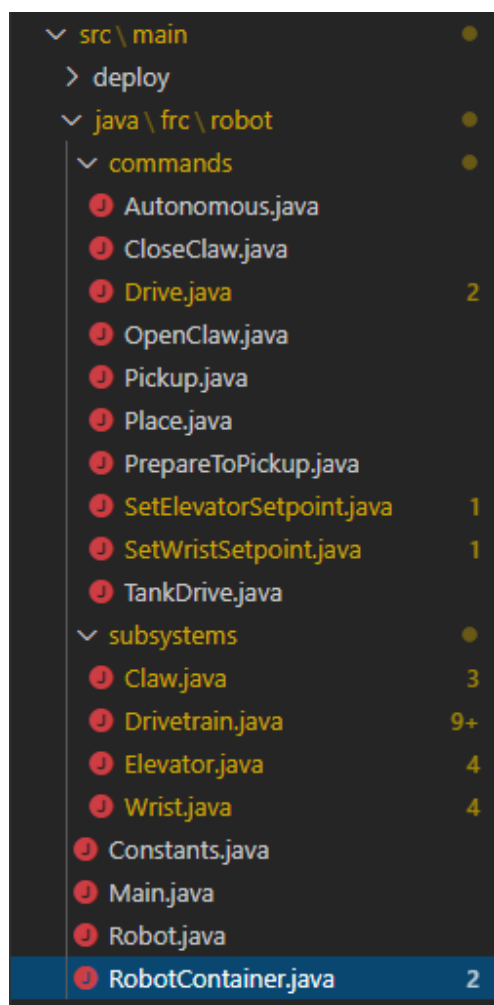 src \ main
deploy
java \ frc \ robot
commands
J Autonomous.java
J CloseClaw.java
J Drive.java 2
J OpenClaw.java
J Pickup.java
J Place.java
J PrepareToPickup.java
J SetElevatorSetpoint.java 1
J SetWristSetpoint.java 1
J TankDrive.java
subsystems
J Claw.java 3
J Drivetrain.java 9+
J Elevator.java 4
J Wrist.java 4
J Constants.java
J Main.java
J Robot.java
J RobotContainer.java 2